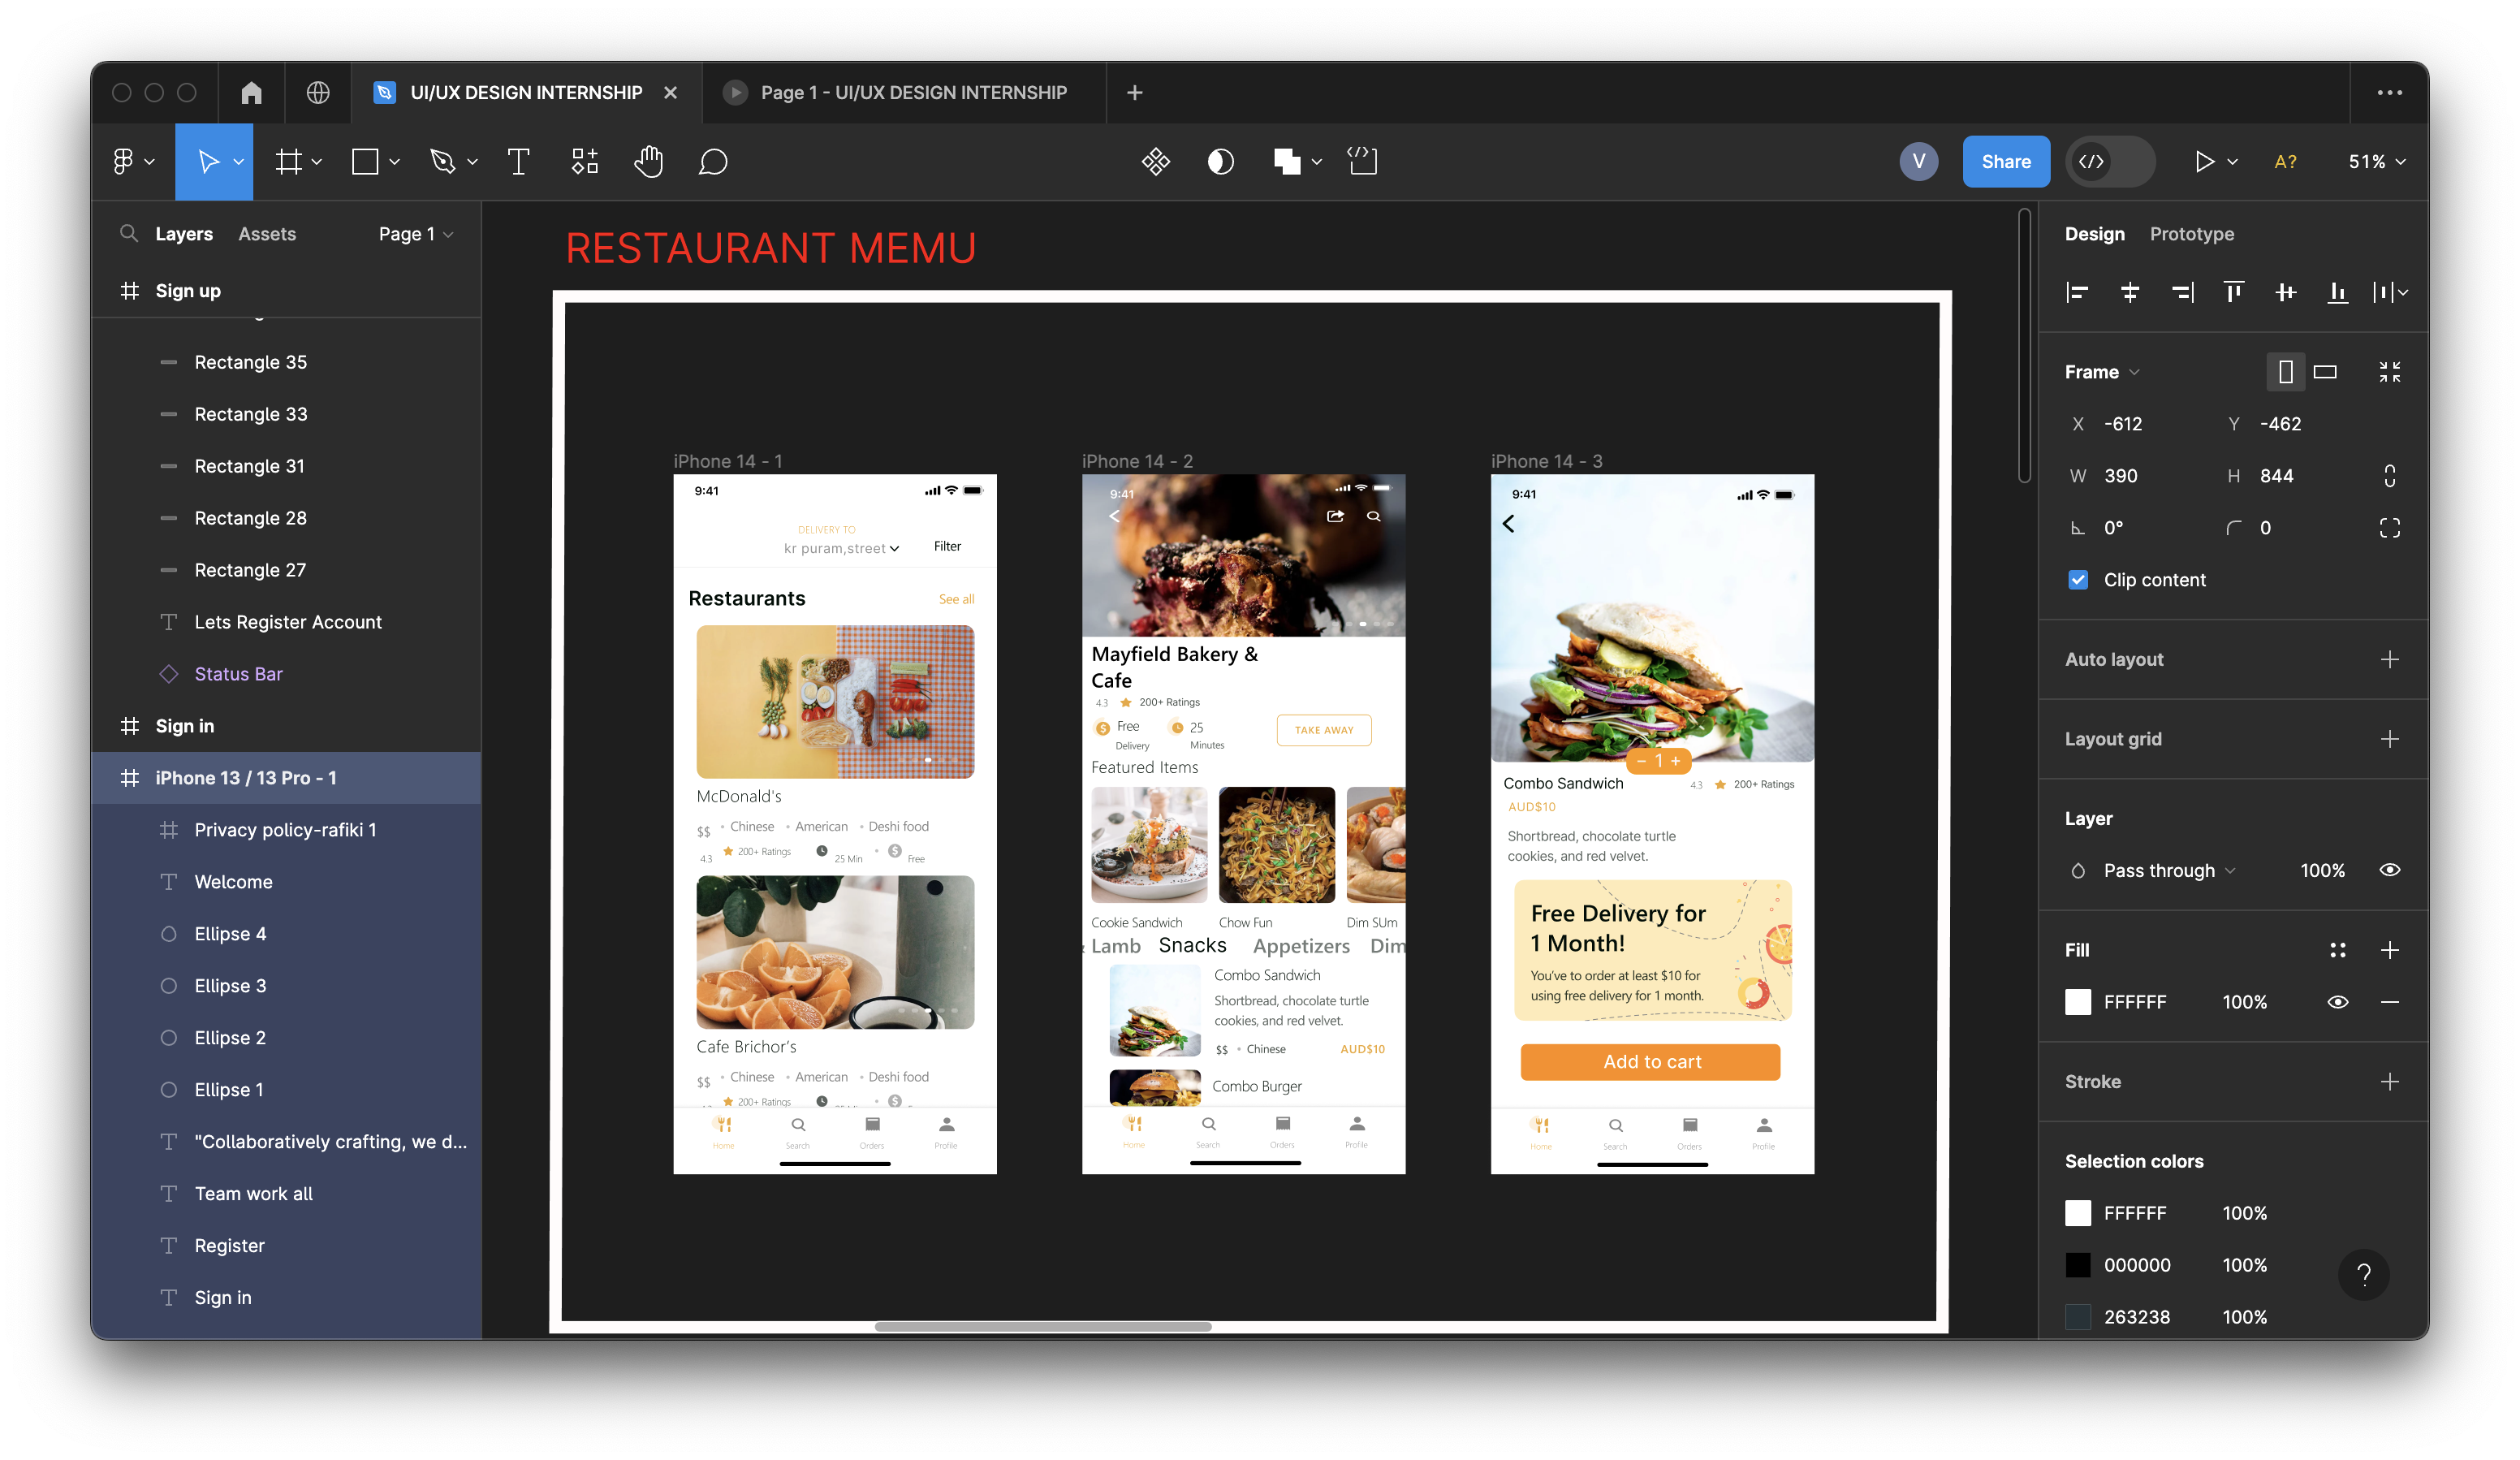 UI/UX DESIGN INTERNSHIP
Page 1 - UI/UX DESIGN INTERNSHIP
V
Share
A?
51%
Layers
Assets
Page 1
Sign up
Rectangle 35
Rectangle 33
Rectangle 31
Rectangle 28
Rectangle 27
Lets Register Account
Status Bar
Sign in
iPhone 13 / 13 Pro - 1
Privacy policy-rafiki 1
Welcome
Ellipse 4
Ellipse 3
Ellipse 2
Ellipse 1
"Collaboratively crafting, we d...
Team work all
Register
Sign in
RESTAURANT MEMU
iPhone 14 - 1
9:41
DELIVERY TO
kr puram,street
Filter
Restaurants
See all
McDonald's
$$ • Chinese • American • Deshi food
4.3 200+ Ratings 25 Min • Free
Cafe Brichor's
$$ • Chinese • American • Deshi food
200+ Ratings
Home Search Orders Profile
iPhone 14 - 2
9:41
Mayfield Bakery &
Cafe
4.3 200+ Ratings
Free
Delivery
25
Minutes
TAKE AWAY
Featured Items
Cookie Sandwich
Chow Fun
Dim SUm
Lamb Snacks Appetizers Dim
Combo Sandwich
Shortbread, chocolate turtle
cookies, and red velvet.
$$ • Chinese AUD$10
Combo Burger
Home Search Orders Profile
iPhone 14 - 3
9:41
− 1 +
Combo Sandwich
4.3 200+ Ratings
AUD$10
Shortbread, chocolate turtle
cookies, and red velvet.
Free Delivery for
1 Month!
You've to order at least $10 for
using free delivery for 1 month.
Add to cart
Home Search Orders Profile
Design
Prototype
Frame
X -612 Y -462
W 390 H 844
0° 0
Clip content
Auto layout
Layout grid
Layer
Pass through 100%
Fill
FFFFFF 100%
Stroke
Selection colors
FFFFFF 100%
000000 100%
263238 100%
?